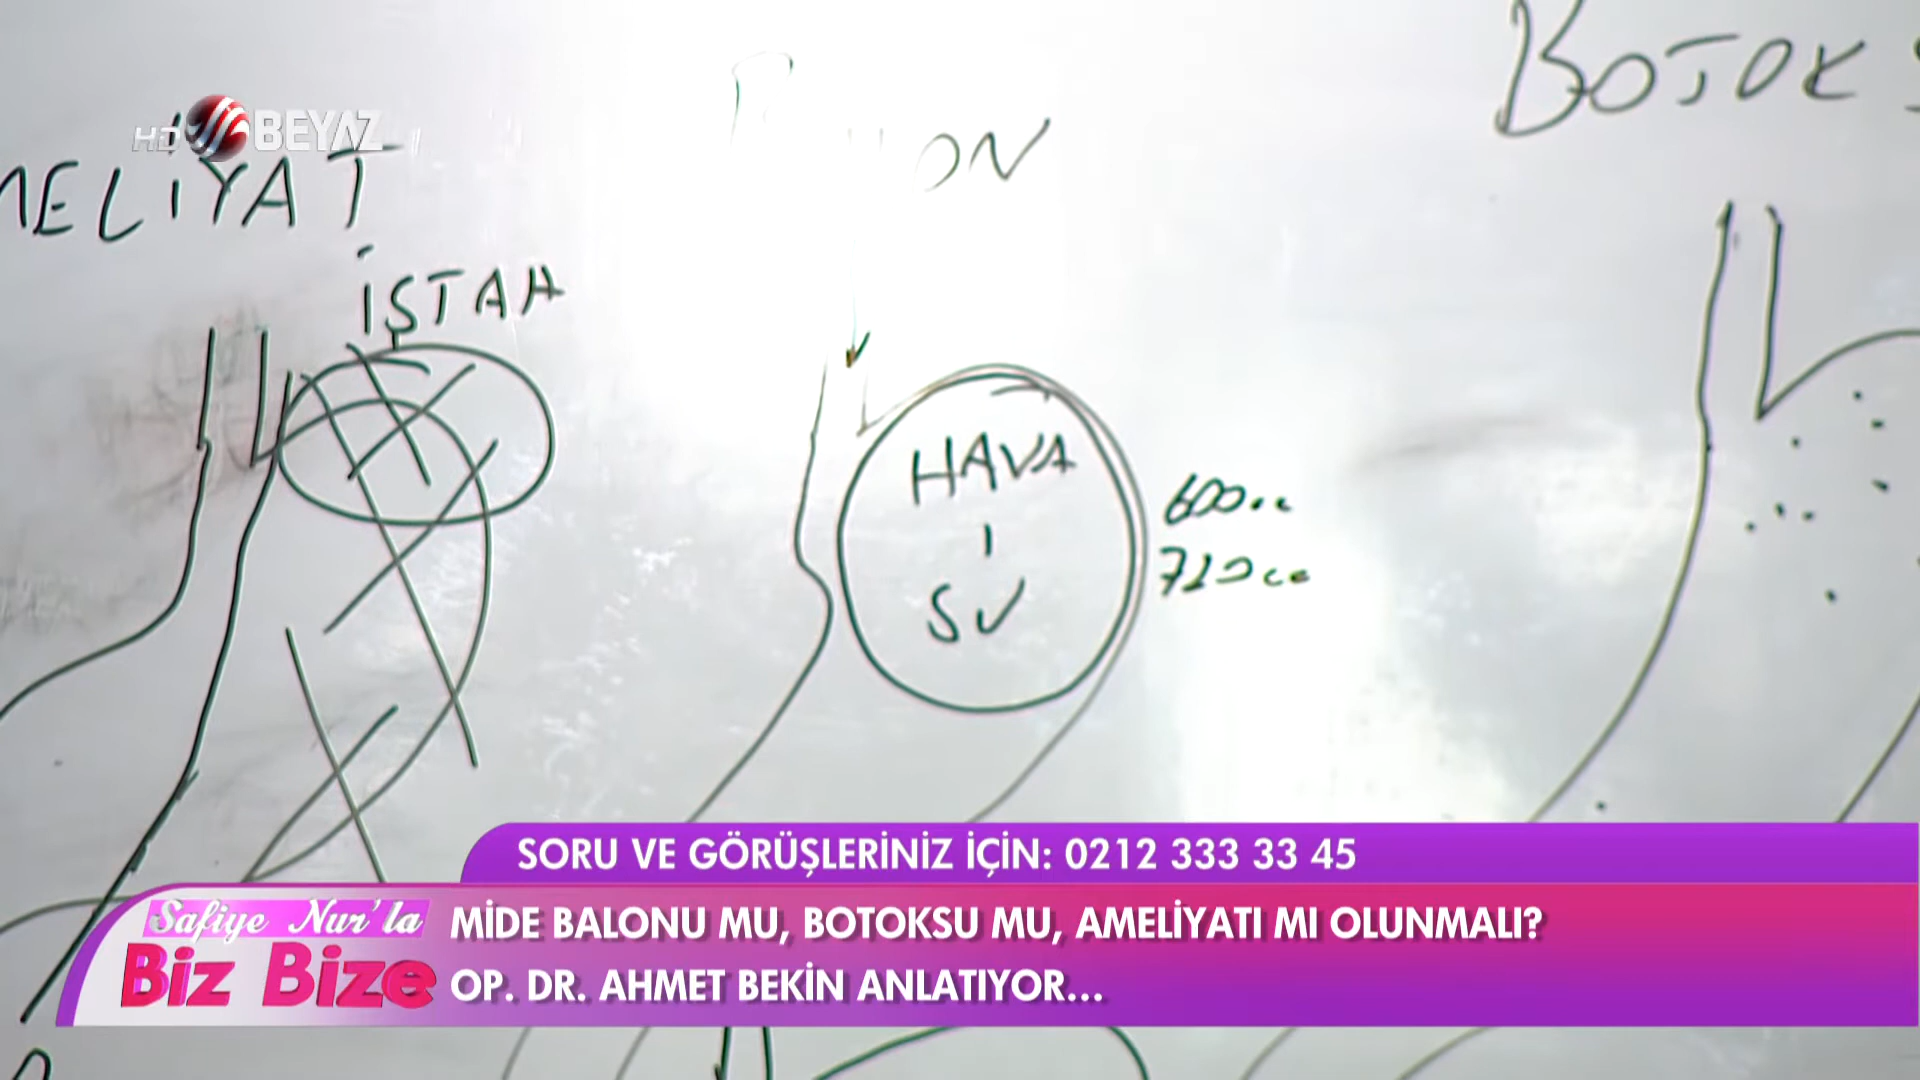 HD BEYAZ
MELİYAT
ON
BOTOKS
İŞTAH
HAVA
SU
600cc
720cc
SORU VE GÖRÜŞLERİNİZ İÇİN: 0212 333 33 45
Safiye Nur'la
Biz Bize
MİDE BALONU MU, BOTOKSU MU, AMELİYATI MI OLUNMALI?
OP. DR. AHMET BEKİN ANLATIYOR...